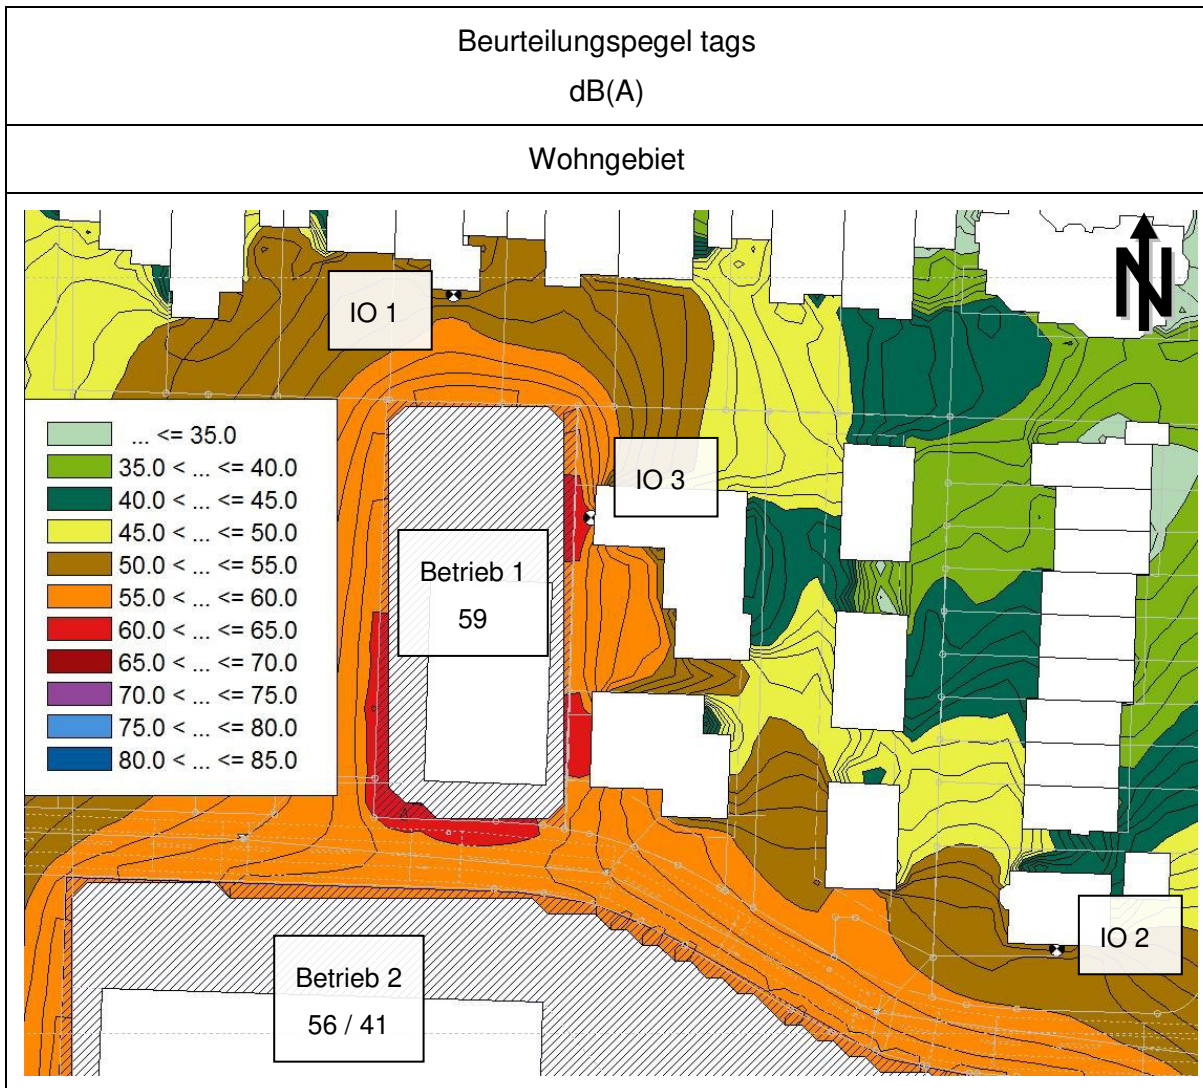 Beurteilungspegel tags
dB(A)
Wohngebiet
N
IO 1
... <= 35.0
35.0 < ... <= 40.0
40.0 < ... <= 45.0
45.0 < ... <= 50.0
50.0 < ... <= 55.0
55.0 < ... <= 60.0
60.0 < ... <= 65.0
65.0 < ... <= 70.0
70.0 < ... <= 75.0
75.0 < ... <= 80.0
80.0 < ... <= 85.0
IO 3
Betrieb 1
59
IO 2
Betrieb 2
56 / 41